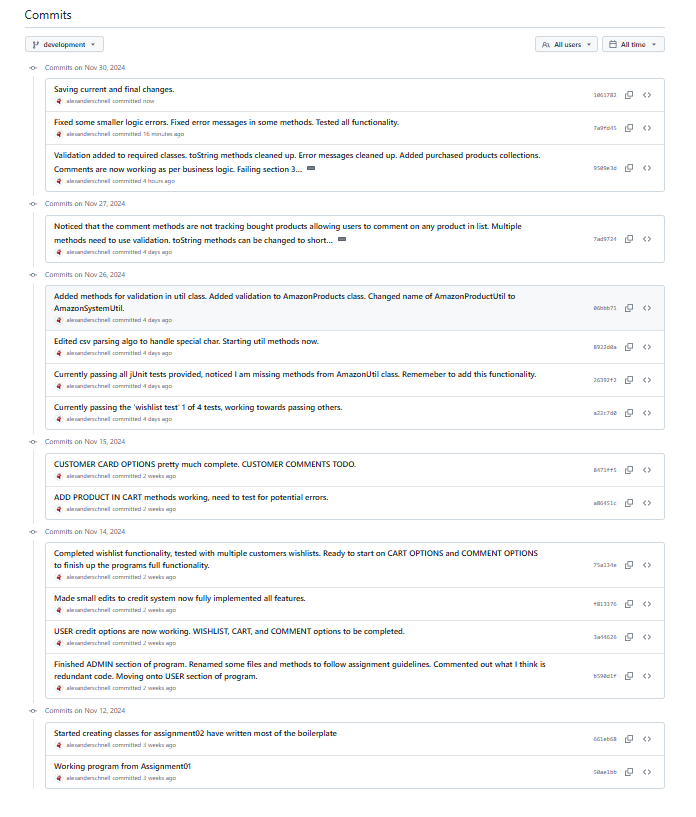 Commits
development
All users
All time
Commits on Nov 30, 2024
Saving current and final changes.
alexanderschnell committed now
1061782
Fixed some smaller logic errors. Fixed error messages in some methods. Tested all functionality.
alexanderschnell committed 16 minutes ago
7a9fd45
Validation added to required classes. toString methods cleaned up. Error messages cleaned up. Added purchased products collections.
Comments are now working as per business logic. Failing section 3...
alexanderschnell committed 4 hours ago
9509e3d
Commits on Nov 27, 2024
Noticed that the comment methods are not tracking bought products allowing users to comment on any product in list. Multiple
methods need to use validation. toString methods can be changed to short...
alexanderschnell committed 4 days ago
7ad9734
Commits on Nov 26, 2024
Added methods for validation in util class. Added validation to AmazonProducts class. Changed name of AmazonProductUtil to
AmazonSystemUtil.
alexanderschnell committed 4 days ago
06bbb71
Edited csv parsing algo to handle special char. Starting util methods now.
alexanderschnell committed 4 days ago
8922d0a
Currently passing all jUnit tests provided, noticed I am missing methods from AmazonUtil class. Rememeber to add this functionality.
alexanderschnell committed 4 days ago
26392f2
Currently passing the 'wishlist test' 1 of 4 tests, working towards passing others.
alexanderschnell committed 4 days ago
a22c7d0
Commits on Nov 15, 2024
CUSTOMER CARD OPTIONS pretty much complete. CUSTOMER COMMENTS TODO.
alexanderschnell committed 2 weeks ago
8471ff5
ADD PRODUCT IN CART methods working, need to test for potential errors.
alexanderschnell committed 2 weeks ago
a86451c
Commits on Nov 14, 2024
Completed wishlist functionality, tested with multiple customers wishlists. Ready to start on CART OPTIONS and COMMENT OPTIONS
to finish up the programs full functionality.
alexanderschnell committed 2 weeks ago
75a134e
Made small edits to credit system now fully implemented all features.
alexanderschnell committed 2 weeks ago
f813376
USER credit options are now working. WISHLIST, CART, and COMMENT options to be completed.
alexanderschnell committed 2 weeks ago
3a44626
Finished ADMIN section of program. Renamed some files and methods to follow assignment guidelines. Commented out what I think is
redundant code. Moving onto USER section of program.
alexanderschnell committed 2 weeks ago
b590d1f
Commits on Nov 12, 2024
Started creating classes for assignment02 have written most of the boilerplate
alexanderschnell committed 3 weeks ago
661eb68
Working program from Assignment01
alexanderschnell committed 3 weeks ago
50ae1bb